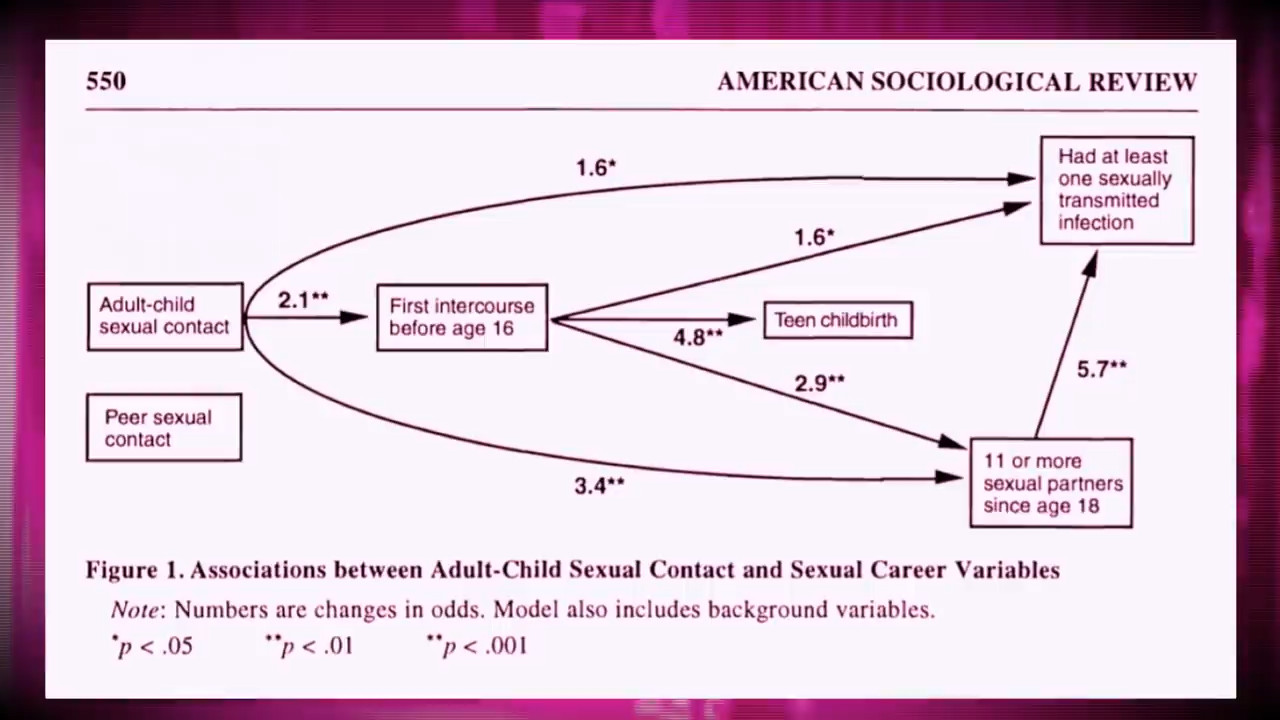 550
AMERICAN SOCIOLOGICAL REVIEW
1.6*
Had at least
one sexually
transmitted
infection
1.6*
Adult-child
sexual contact
2.1**
First intercourse
before age 16
Teen childbirth
4.8**
5.7**
2.9**
Peer sexual
contact
11 or more
sexual partners
since age 18
3.4**
Figure 1. Associations between Adult-Child Sexual Contact and Sexual Career Variables
Note: Numbers are changes in odds. Model also includes background variables.
*p < .05 **p < .01 **p < .001